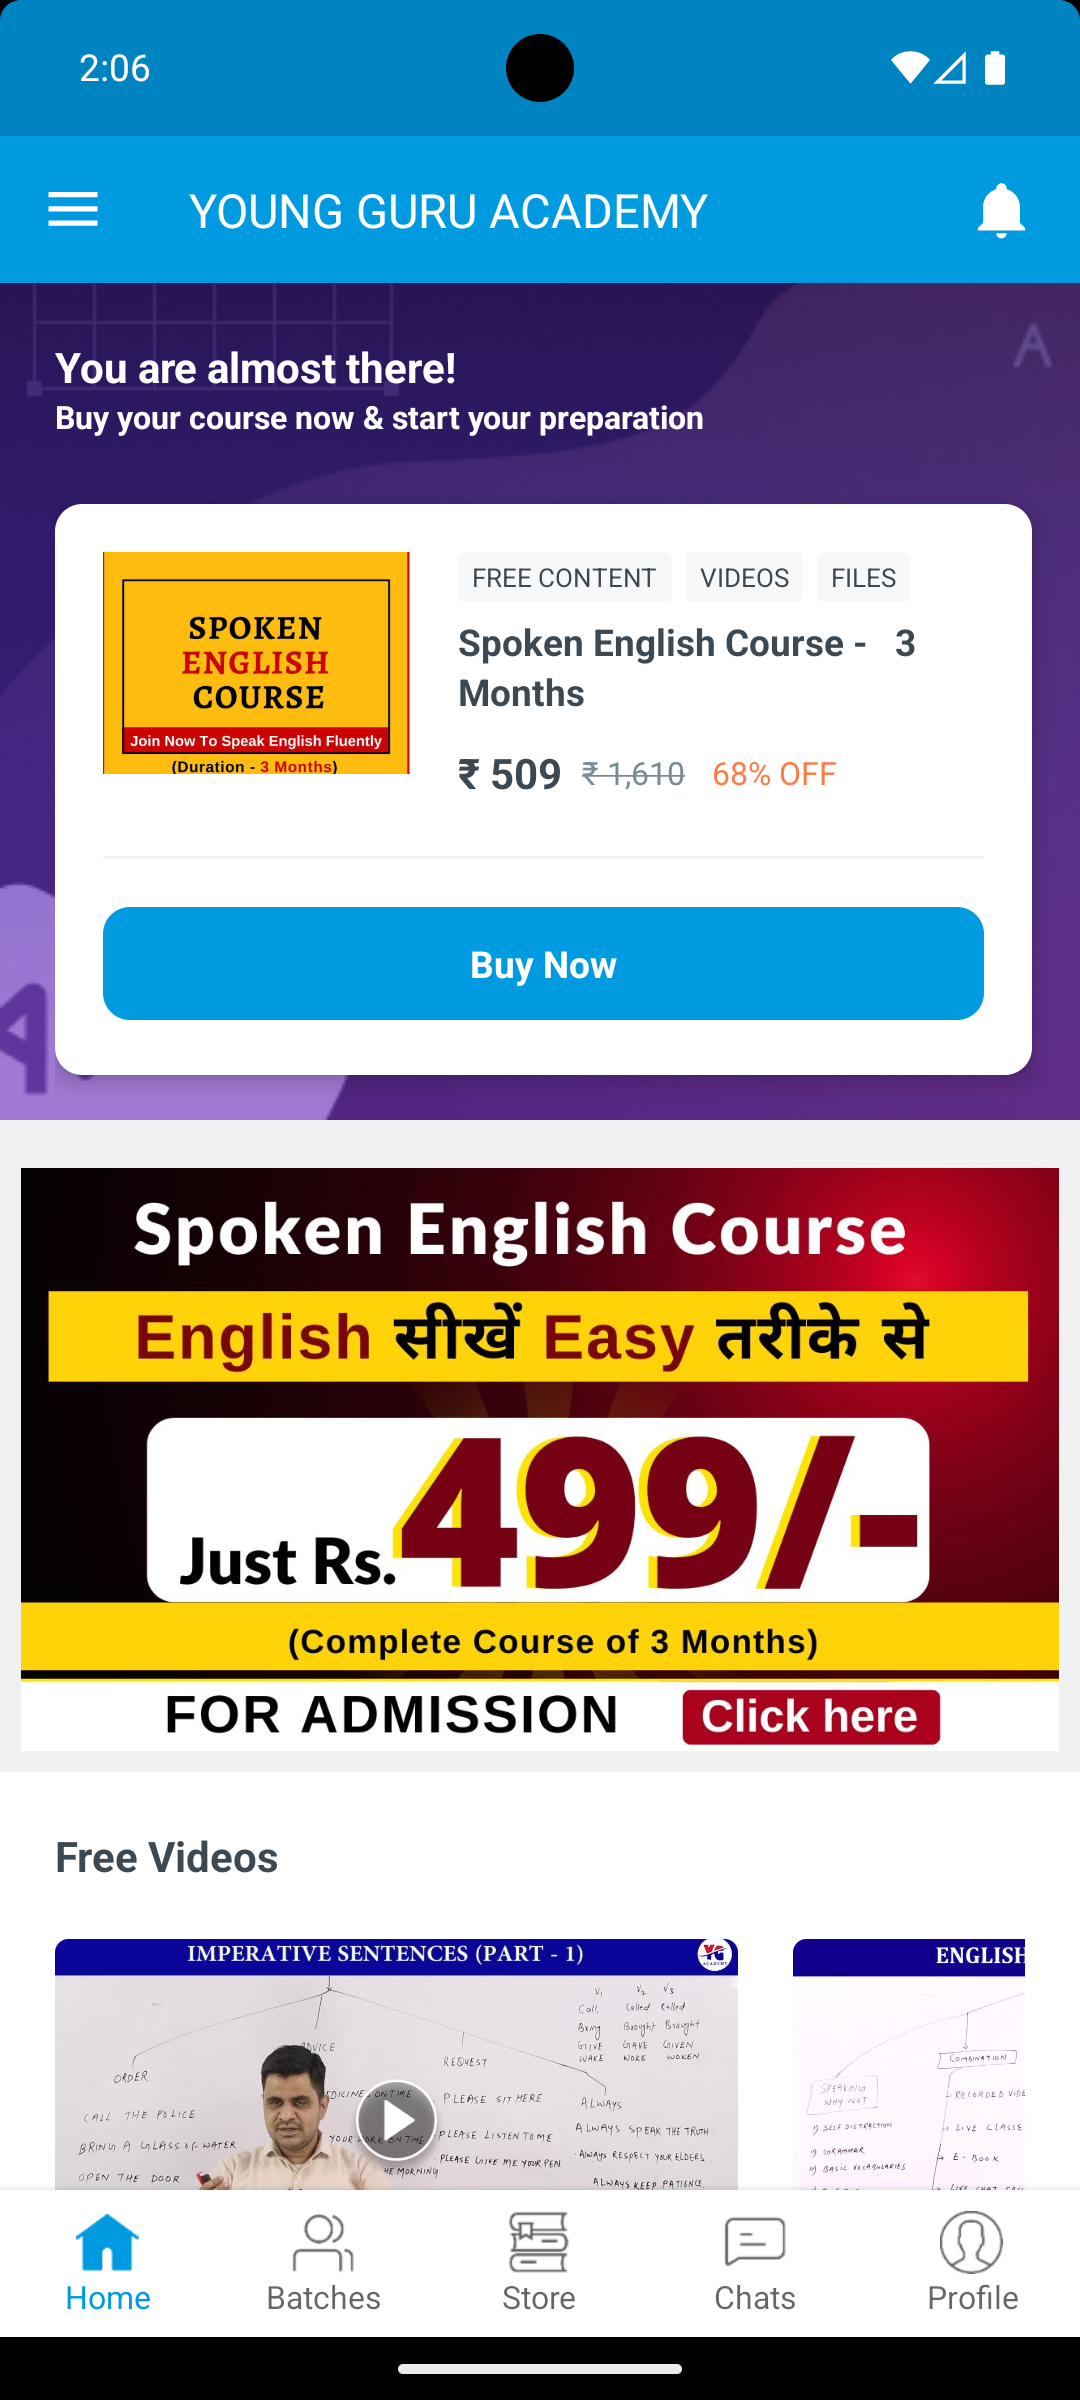 2:06
YOUNG GURU ACADEMY
You are almost there!
Buy your course now & start your preparation
SPOKEN
ENGLISH
COURSE
Join Now To Speak English Fluently
(Duration - 3 Months)
FREE CONTENT VIDEOS FILES
Spoken English Course - 3
Months
₹ 509 ₹ 1,610 68% OFF
Buy Now
Spoken English Course
English सीखें Easy तरीके से
Just Rs.499/-
(Complete Course of 3 Months)
FOR ADMISSION Click here
Free Videos
IMPERATIVE SENTENCES (PART - 1)
ORDER
ADVICE
REQUEST
ALWAYS
CALL THE POLICE
BRING A GLASS OF WATER
OPEN THE DOOR
PLEASE SIT HERE
PLEASE LISTEN TO ME
PLEASE GIVE ME YOUR PEN
ALWAYS SPEAK THE TRUTH
ALWAYS RESPECT YOUR ELDERS
ALWAYS KEEP PATIENCE
V1 V2 V3
Call Called Called
Bring Brought Brought
GIVE GAVE GIVEN
WAKE WOKE WOKEN
ENGLISH
COMBINATION
SPEAKING
WHY NOT
1) SELF DISTRACTION
GRAMMAR
BASIC VOCABULARIES
LIVE CLASSE
E-BOOK
Home
Batches
Store
Chats
Profile